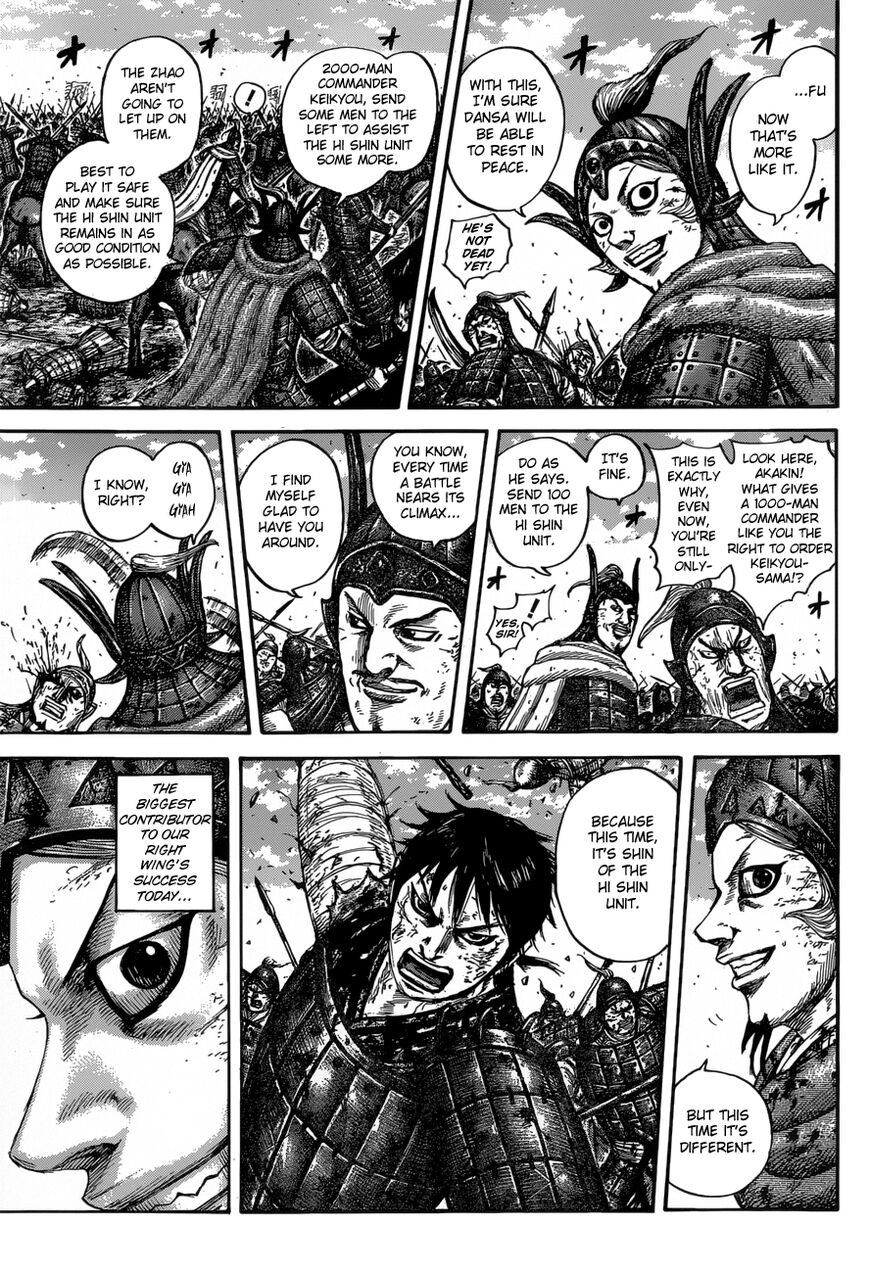 ...FU
NOW
THAT'S
MORE
LIKE IT.
WITH THIS,
I'M SURE
DANSA WILL
BE ABLE
TO REST IN
PEACE.
HE'S
NOT
DEAD
YET!
2000-MAN
COMMANDER
KEIKYOU, SEND
SOME MEN TO THE
LEFT TO ASSIST
THE HI SHIN UNIT
SOME MORE.
!
THE ZHAO
AREN'T
GOING TO
LET UP ON
THEM.
BEST TO
PLAY IT SAFE
AND MAKE SURE
THE HI SHIN UNIT
REMAINS IN AS
GOOD CONDITION
AS POSSIBLE.
LOOK HERE,
AKAKIN!
WHAT GIVES
A 1000-MAN
COMMANDER
LIKE YOU THE
RIGHT TO ORDER
KEIKYOU-
SAMA!?
THIS IS
EXACTLY
WHY,
EVEN
NOW,
YOU'RE
STILL
ONLY-
IT'S
FINE.
DO AS
HE SAYS.
SEND 100
MEN TO THE
HI SHIN
UNIT.
!
YES,
SIR!
YOU KNOW,
EVERY TIME
A BATTLE
NEARS ITS
CLIMAX...
I FIND
MYSELF
GLAD TO
HAVE YOU
AROUND.
GYA
GYA
GYAH
I KNOW,
RIGHT?
BUT THIS
TIME IT'S
DIFFERENT.
BECAUSE
THIS TIME,
IT'S SHIN
OF THE
HI SHIN
UNIT.
THE
BIGGEST
CONTRIBUTOR
TO OUR
RIGHT
WING'S
SUCCESS
TODAY...